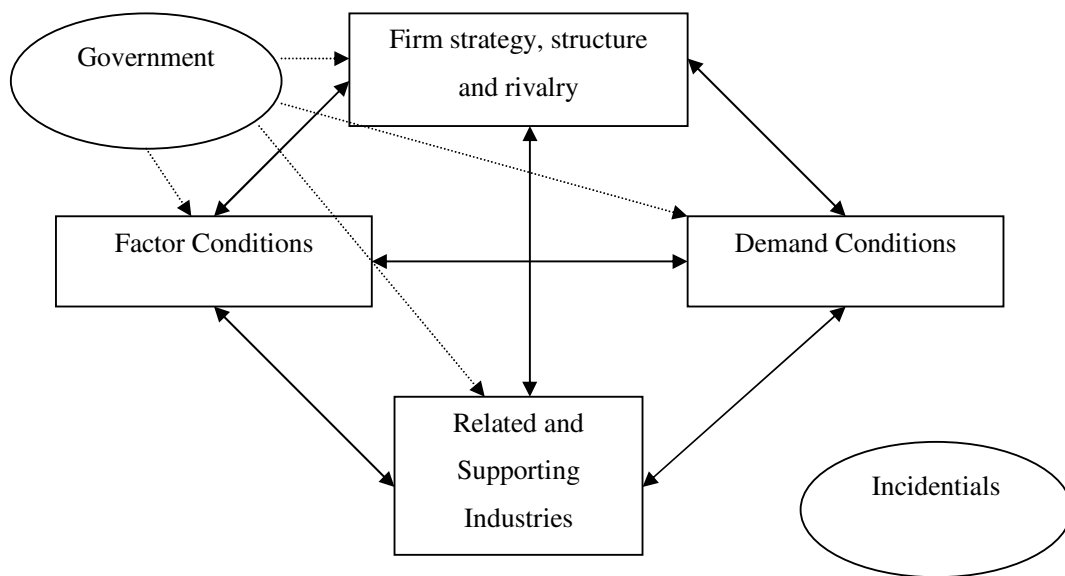 Government
Firm strategy, structure
and rivalry
Factor Conditions
Demand Conditions
Related and
Supporting
Industries
Incidentials